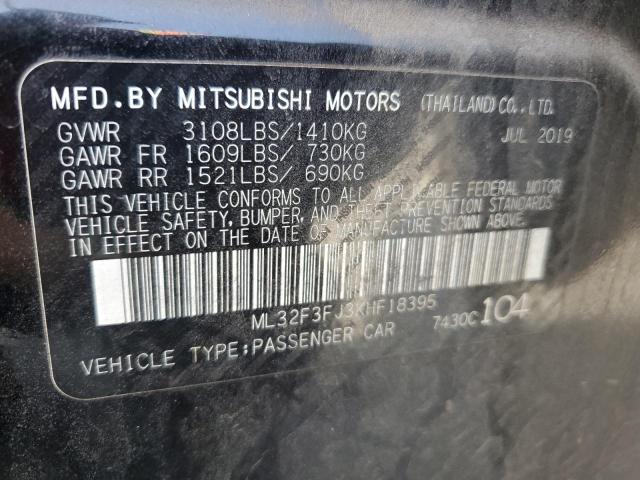 MFD.BY MITSUBISHI MOTORS (THAILAND)CO.,LTD.
GVWR 3108LBS/1410KG JUL 2019
GAWR FR 1609LBS/ 730KG
GAWR RR 1521LBS/ 690KG
THIS VEHICLE CONFORMS TO ALL APPLICABLE FEDERAL MOTOR
VEHICLE SAFETY, BUMPER, AND THEFT PREVENTION STANDARDS
IN EFFECT ON THE DATE OF MANUFACTURE SHOWN ABOVE.
ML32F3FJ3KHF18395 7430C 104
VEHICLE TYPE:PASSENGER CAR